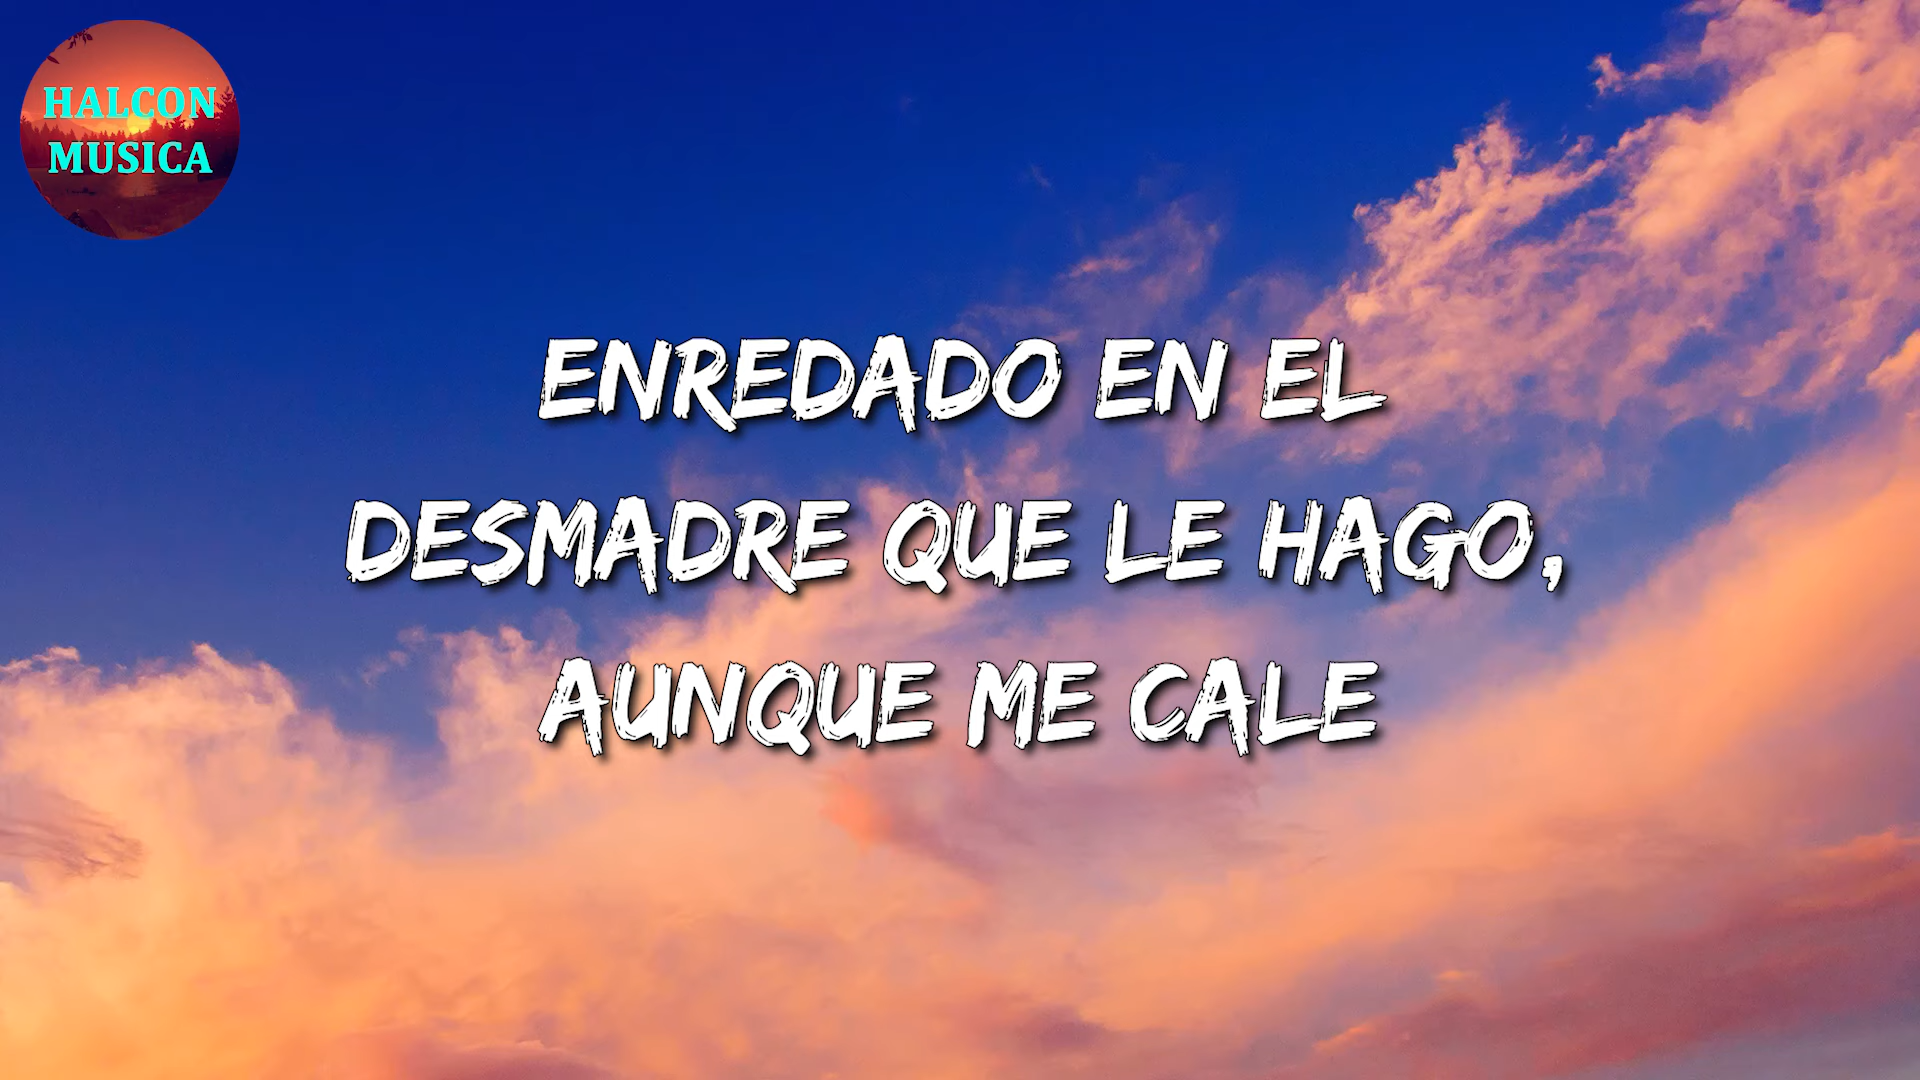 HALCON
MUSICA
ENREDADO EN EL
DESMADRE QUE LE HAGO,
AUNQUE ME CALE